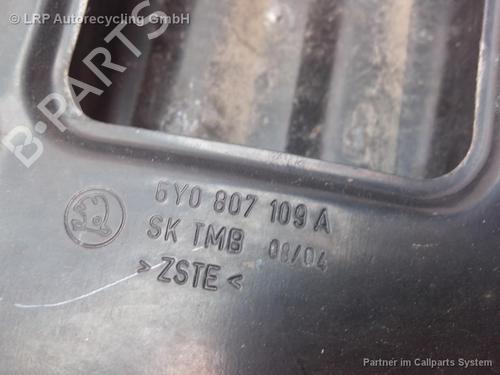 © LRP Autorecycling GmbH
B-PARTS
6Y0 807 109 A
SK TMB 08/04
>ZSTE<
Partner im Callparts System